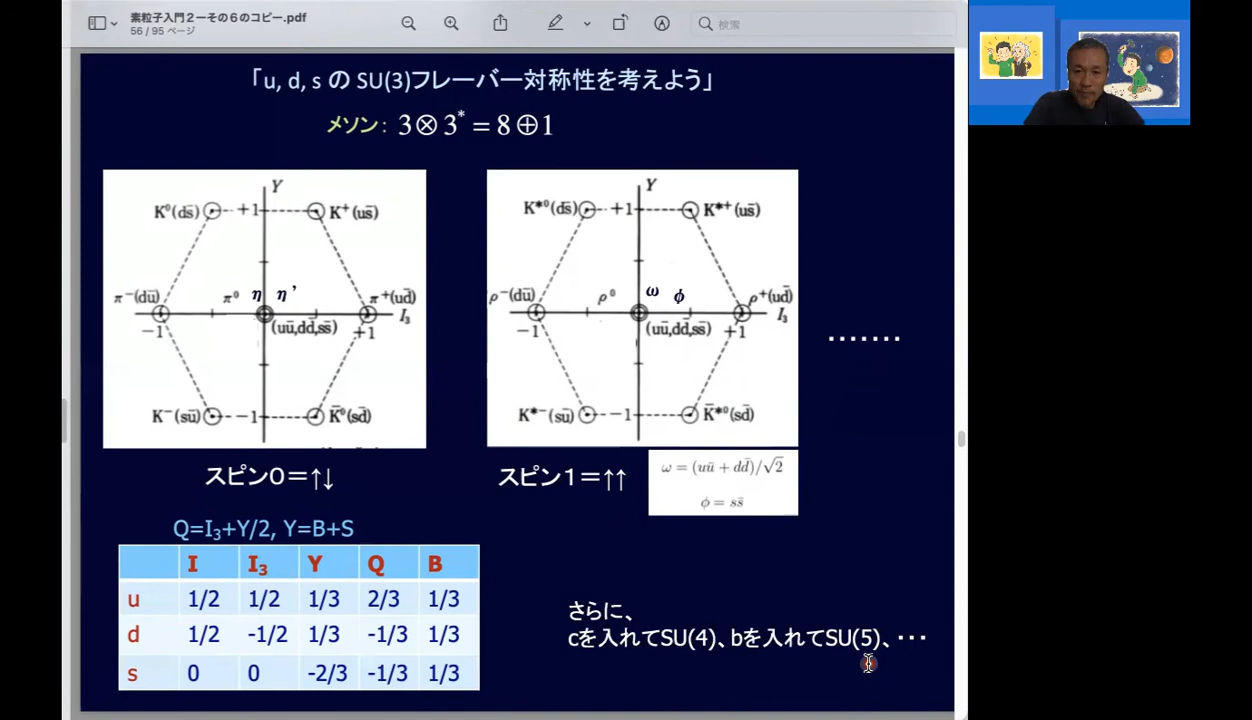 素粒子入門2ーその6のコピー.pdf
56 / 95 ページ
検索
「u, d, s の SU(3)フレーバー対称性を考えよう」
メソン: 3⊗3* = 8⊕1
Y
K⁰(ds̄) +1 K⁺(us̄)
π⁻(dū) π⁰ η η’ π⁺(ud̄)
−1 (uū,dd̄,ss̄) +1 I₃
K⁻(sū) −1 K̄⁰(sd̄)
スピン0=↑↓
Y
K*⁰(ds̄) +1 K*⁺(us̄)
ρ⁻(dū) ρ⁰ ω ϕ ρ⁺(ud̄)
−1 (uū,dd̄,ss̄) +1 I₃
K*⁻(sū) −1 K̄*⁰(sd̄)
スピン1=↑↑
ω = (uū + dd̄)/√2
ϕ = ss̄
·······
Q=I₃+Y/2, Y=B+S
I I₃ Y Q B
u 1/2 1/2 1/3 2/3 1/3
d 1/2 -1/2 1/3 -1/3 1/3
s 0 0 -2/3 -1/3 1/3
さらに、
cを入れてSU(4)、bを入れてSU(5)、···